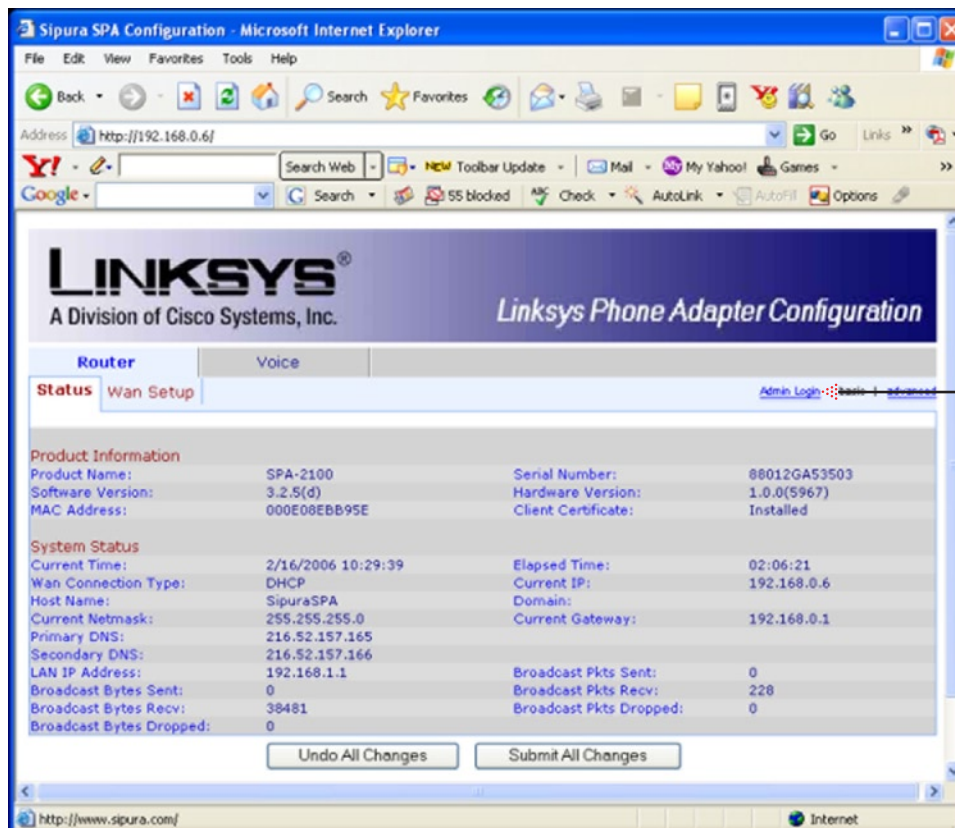 Sipura SPA Configuration - Microsoft Internet Explorer
File Edit View Favorites Tools Help
Back Search Favorites
Address http://192.168.0.6/ Go Links »
Y! Search Web NEW Toolbar Update Mail My Yahoo! Games »
Google Search 55 blocked Check AutoLink AutoFill Options
LINKSYS®
A Division of Cisco Systems, Inc.
Linksys Phone Adapter Configuration
Router Voice
Status Wan Setup Admin Login basic | advanced
Product Information
Product Name: SPA-2100 Serial Number: 88012GA53503
Software Version: 3.2.5(d) Hardware Version: 1.0.0(5967)
MAC Address: 000E08EBB95E Client Certificate: Installed
System Status
Current Time: 2/16/2006 10:29:39 Elapsed Time: 02:06:21
Wan Connection Type: DHCP Current IP: 192.168.0.6
Host Name: SipuraSPA Domain:
Current Netmask: 255.255.255.0 Current Gateway: 192.168.0.1
Primary DNS: 216.52.157.165
Secondary DNS: 216.52.157.166
LAN IP Address: 192.168.1.1 Broadcast Pkts Sent: 0
Broadcast Bytes Sent: 0 Broadcast Pkts Recv: 228
Broadcast Bytes Recv: 38481 Broadcast Pkts Dropped: 0
Broadcast Bytes Dropped: 0
Undo All Changes Submit All Changes
http://www.sipura.com/ Internet